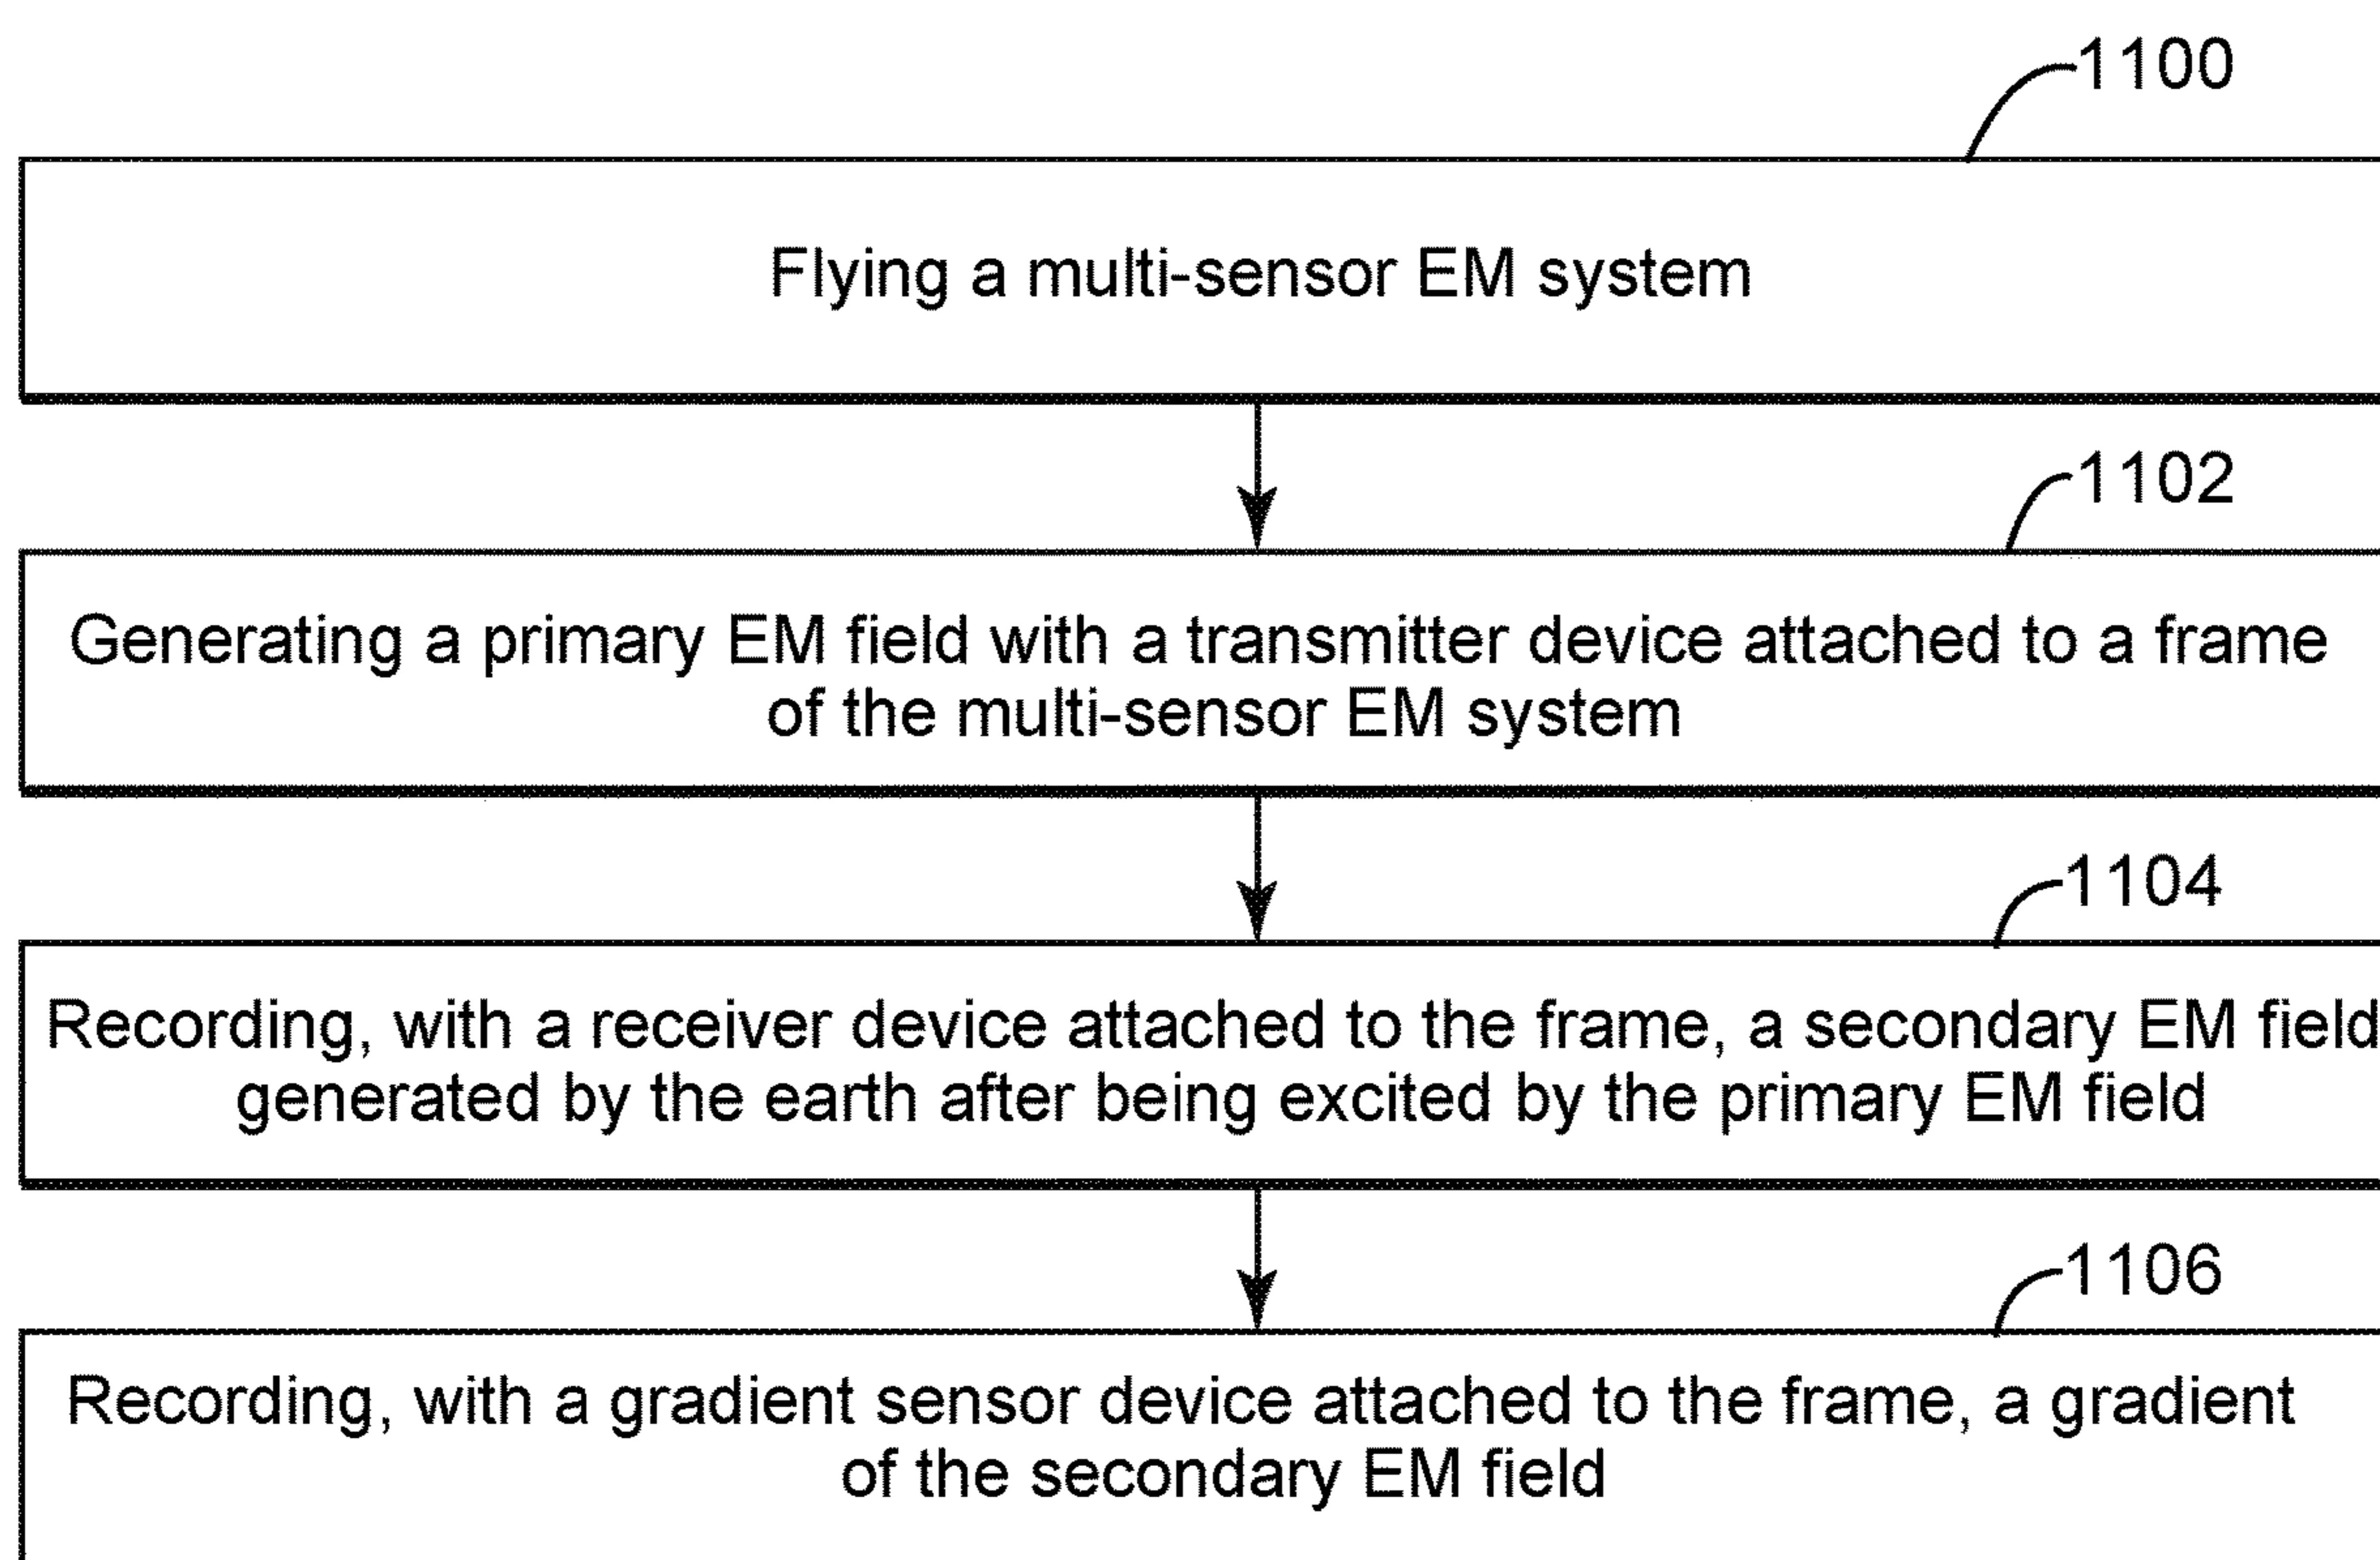 1100
Flying a multi-sensor EM system
1102
Generating a primary EM field with a transmitter device attached to a frame
of the multi-sensor EM system
1104
Recording, with a receiver device attached to the frame, a secondary EM field
generated by the earth after being excited by the primary EM field
1106
Recording, with a gradient sensor device attached to the frame, a gradient
of the secondary EM field